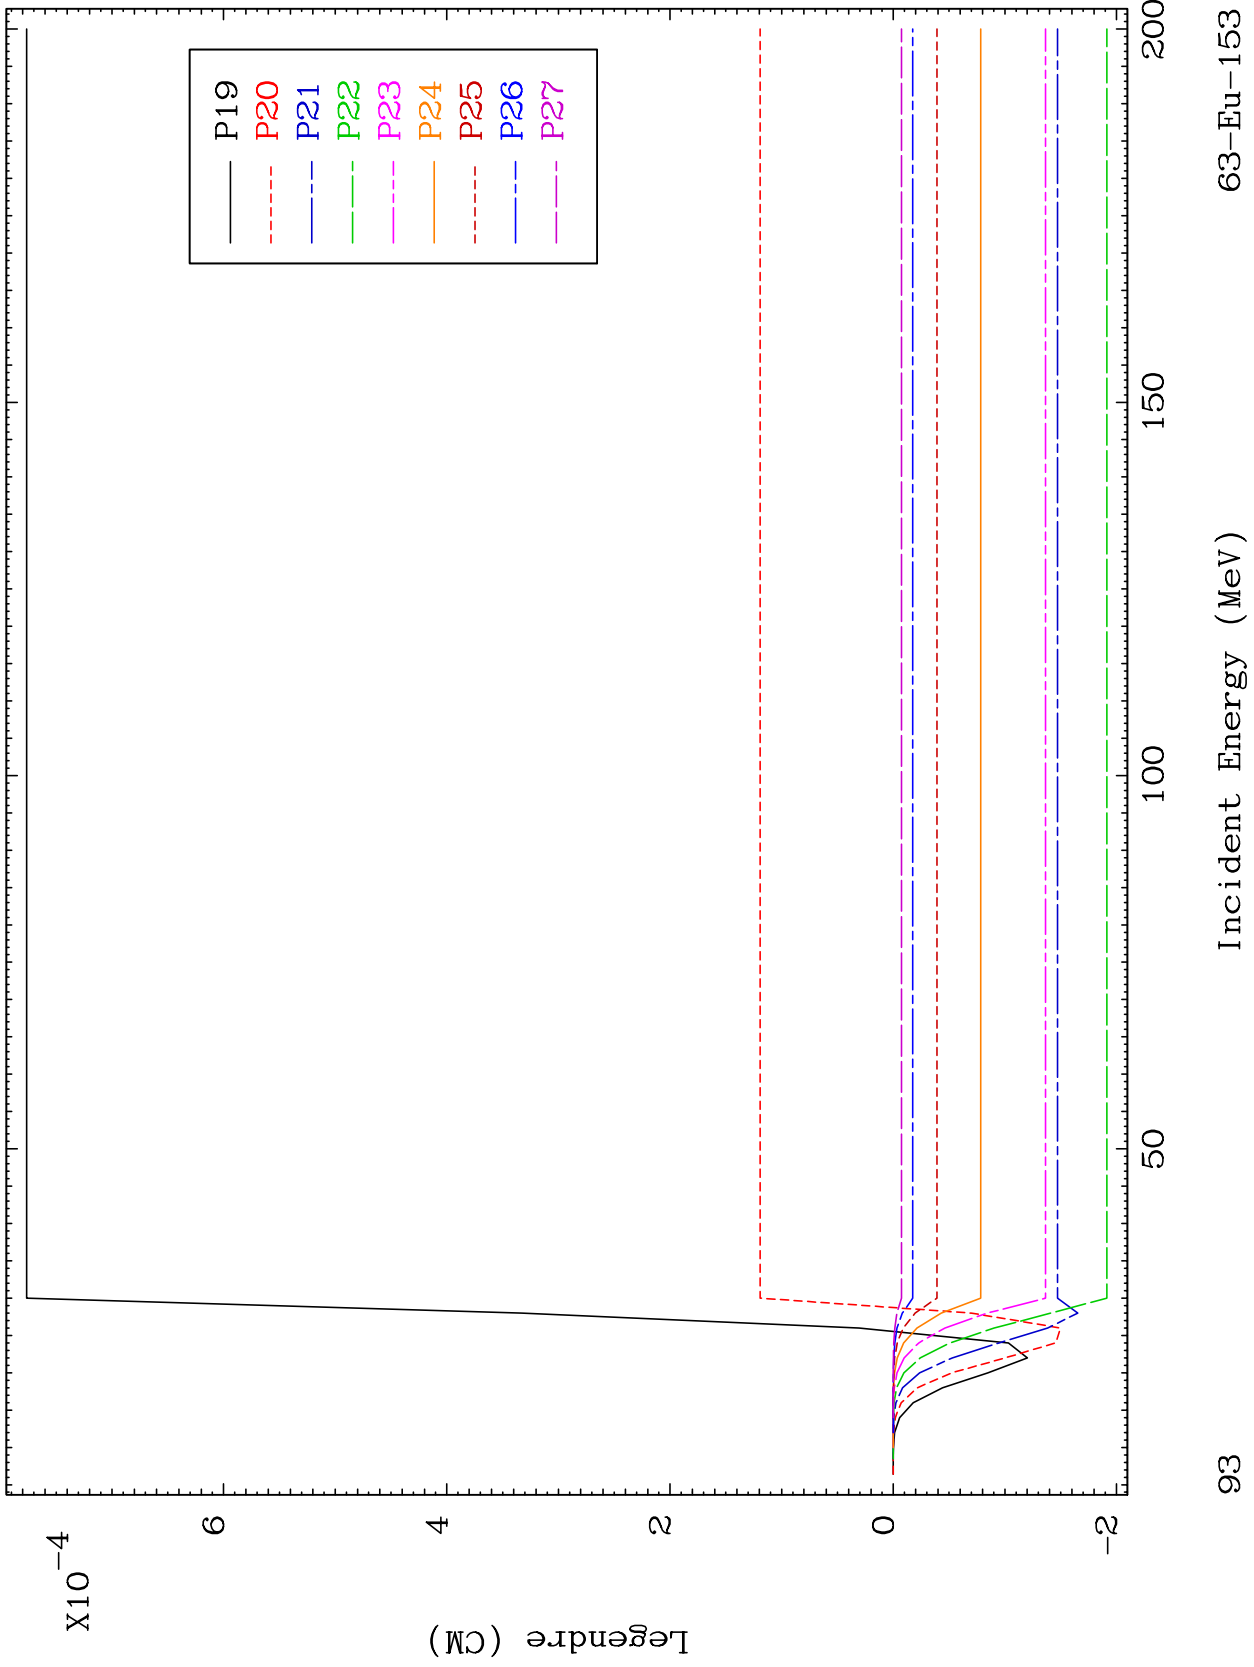 X10-4
Legendre (CM)
6
4
2
0
-2
P19
P20
P21
P22
P23
P24
P25
P26
P27
50
100
150
200
93
Incident Energy (MeV)
63-Eu-153